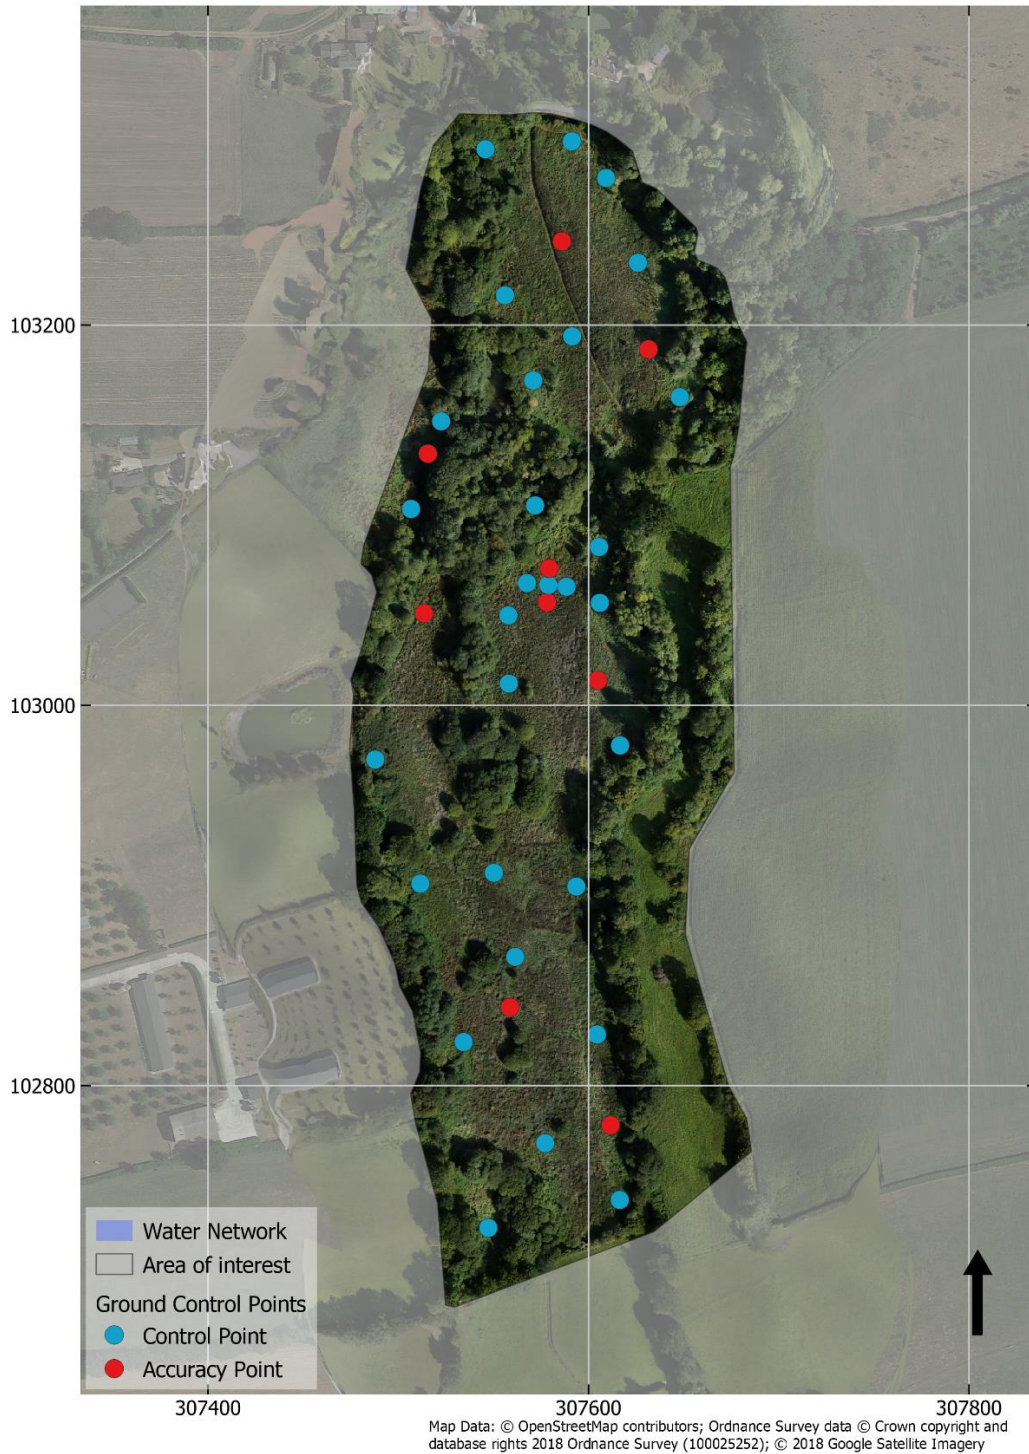 103200
103000
102800
Water Network
Area of interest
Ground Control Points
Control Point
Accuracy Point
307400
307600
307800
Map Data: © OpenStreetMap contributors; Ordnance Survey data © Crown copyright and
database rights 2018 Ordnance Survey (100025252); © 2018 Google Satellite Imagery